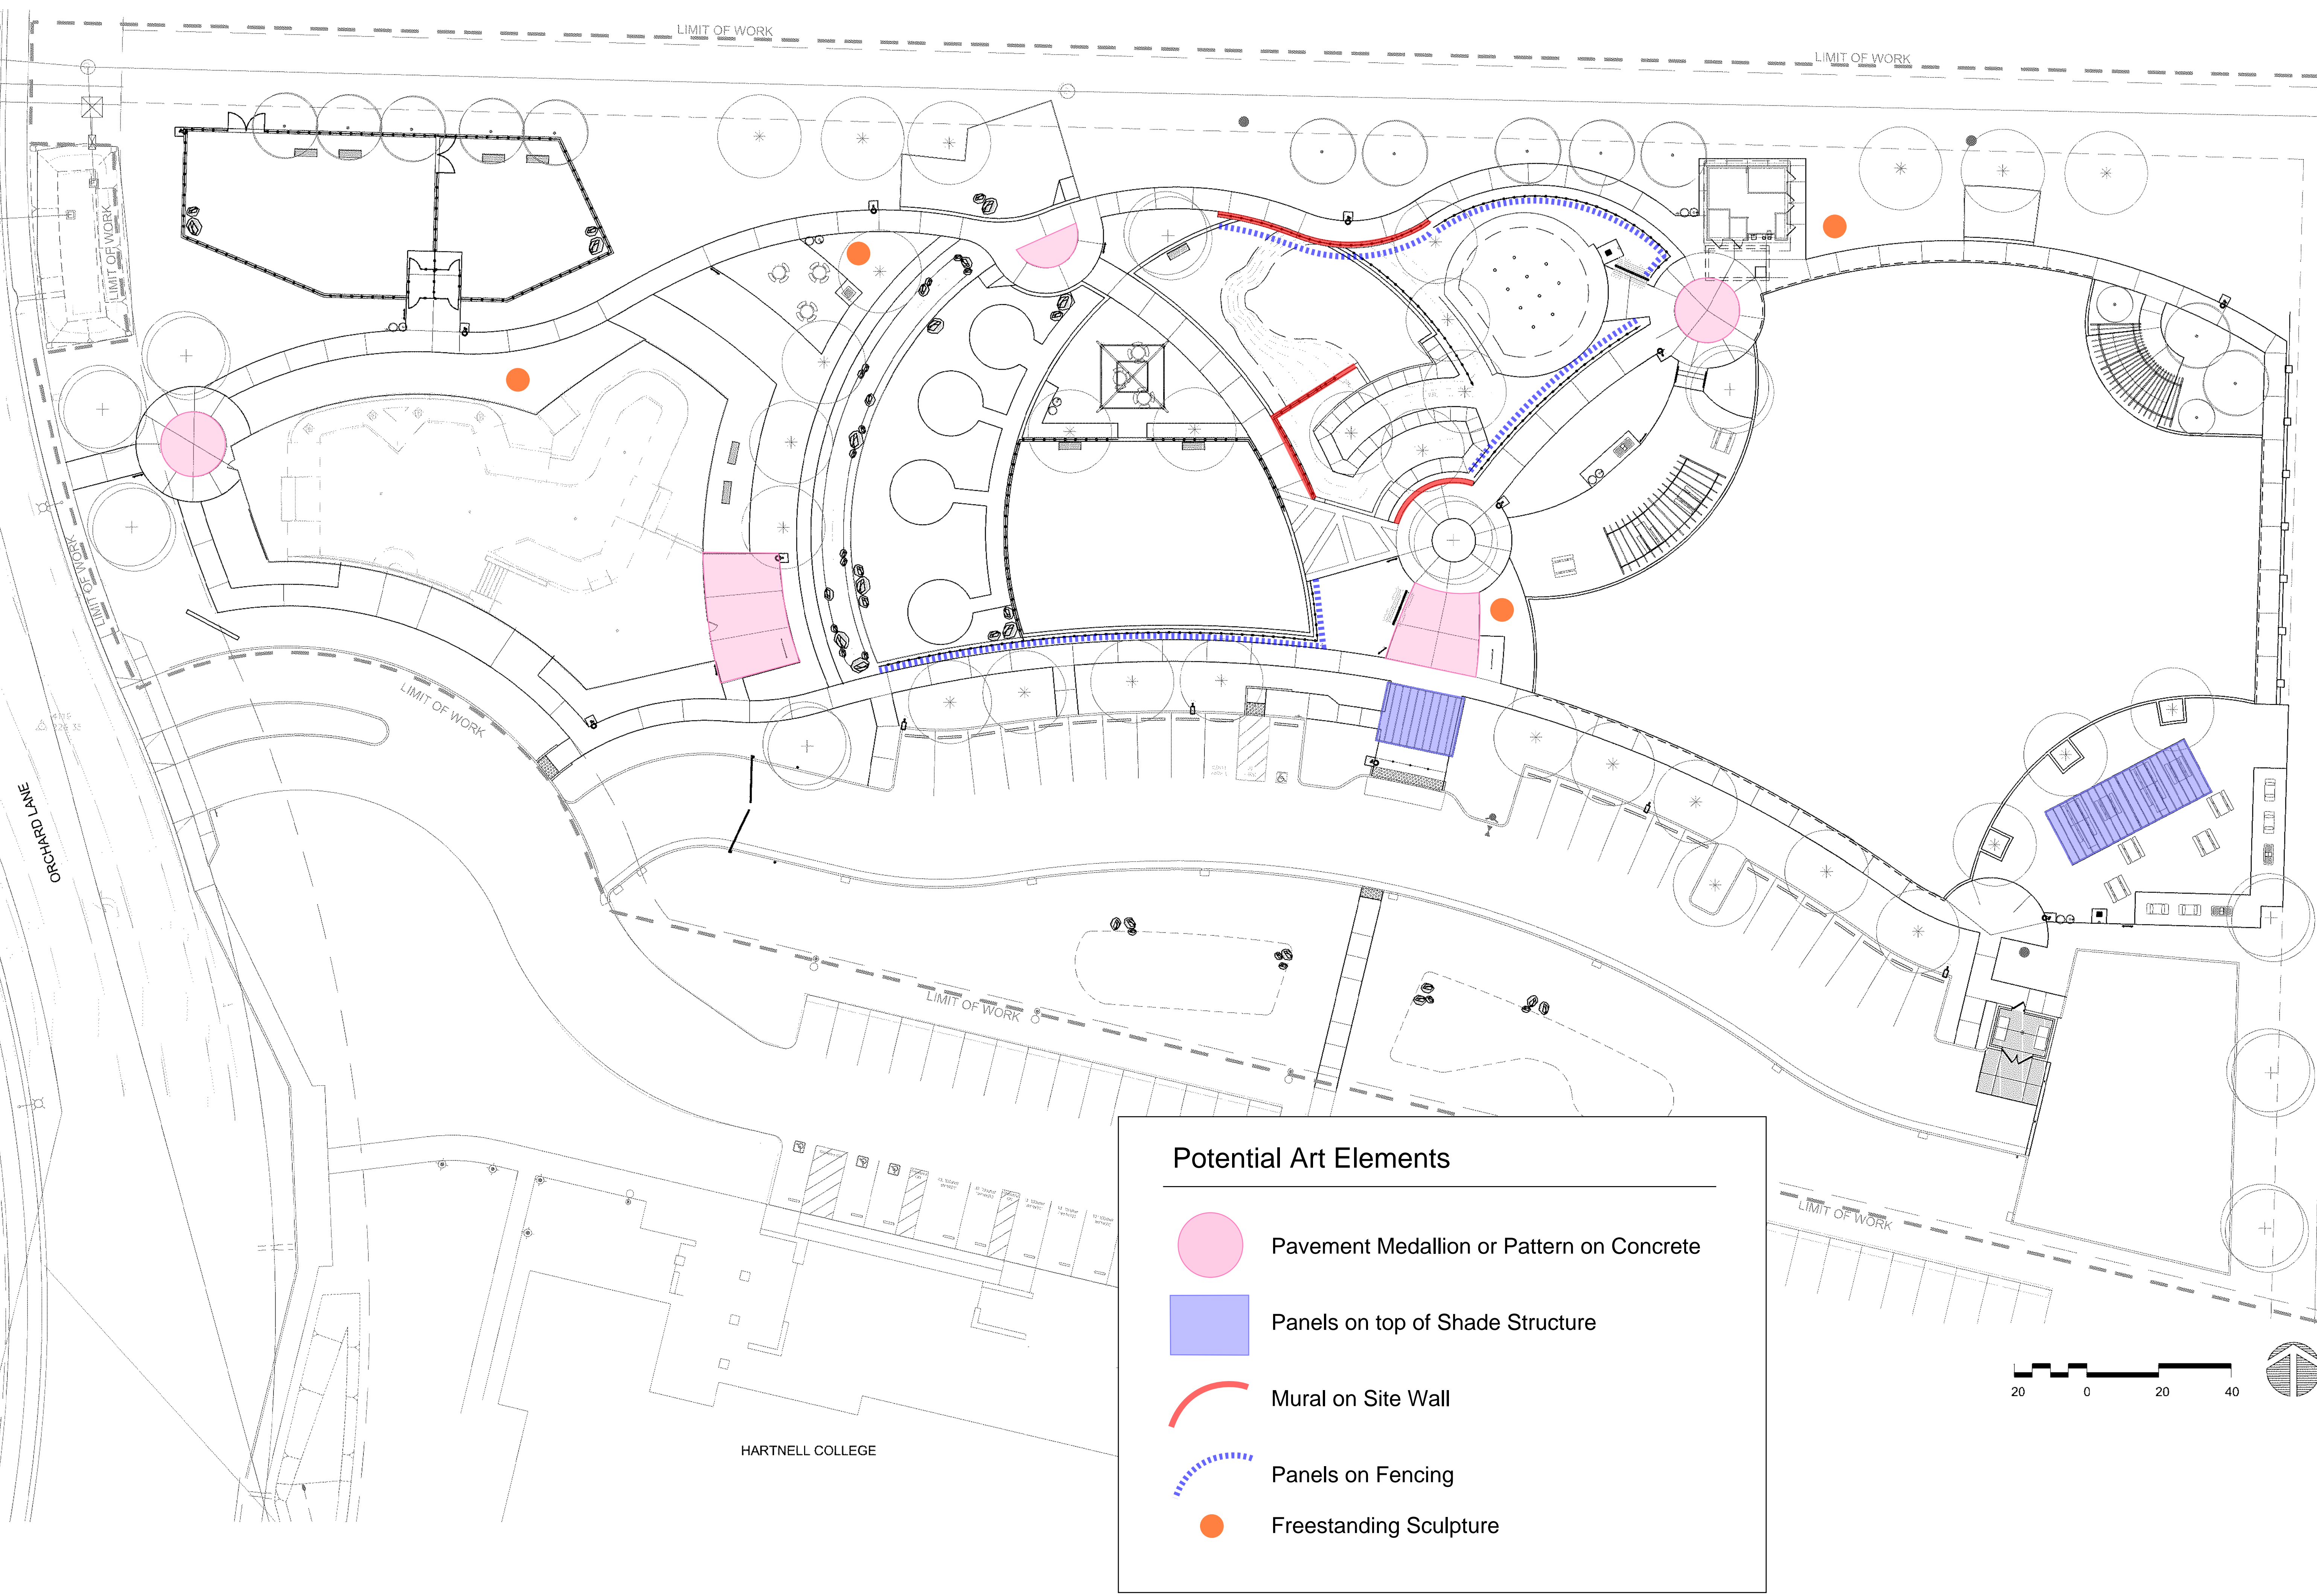 LIMIT OF WORK
LIMIT OF WORK
LIMIT OF WORK
LIMIT OF WORK
LIMIT OF WORK
ORCHARD LANE
LIMIT OF WORK
LIMIT OF WORK
HARTNELL COLLEGE
Potential Art Elements
Pavement Medallion or Pattern on Concrete
Panels on top of Shade Structure
Mural on Site Wall
Panels on Fencing
Freestanding Sculpture
20 0 20 40